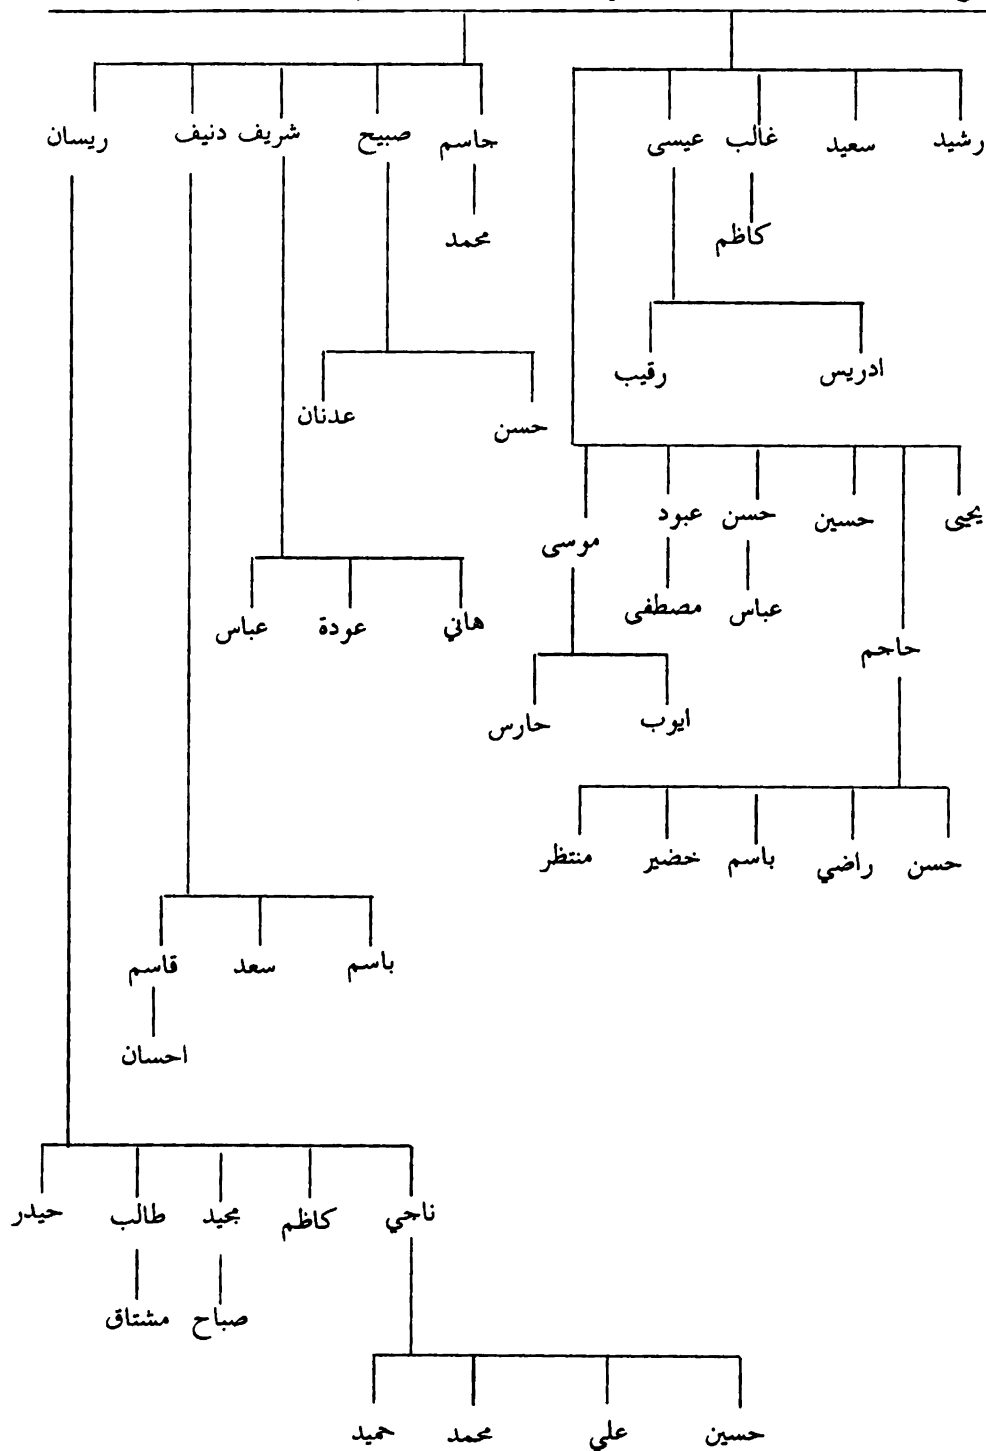 رشيد سعيد غالب عيسى جاسم صبيح شريف دنيف ريسان
كاظم محمد
ادريس رقيب
حسن عدنان
يحيى حسين حسن عبود موسى
عباس مصطفى
هاني عودة عباس
حاجم
ايوب حارس
حسن راضي باسم خضير منتظر
باسم سعد قاسم
احسان
ناجي كاظم مجيد طالب حيدر
صباح مشتاق
حسين علي محمد حميد